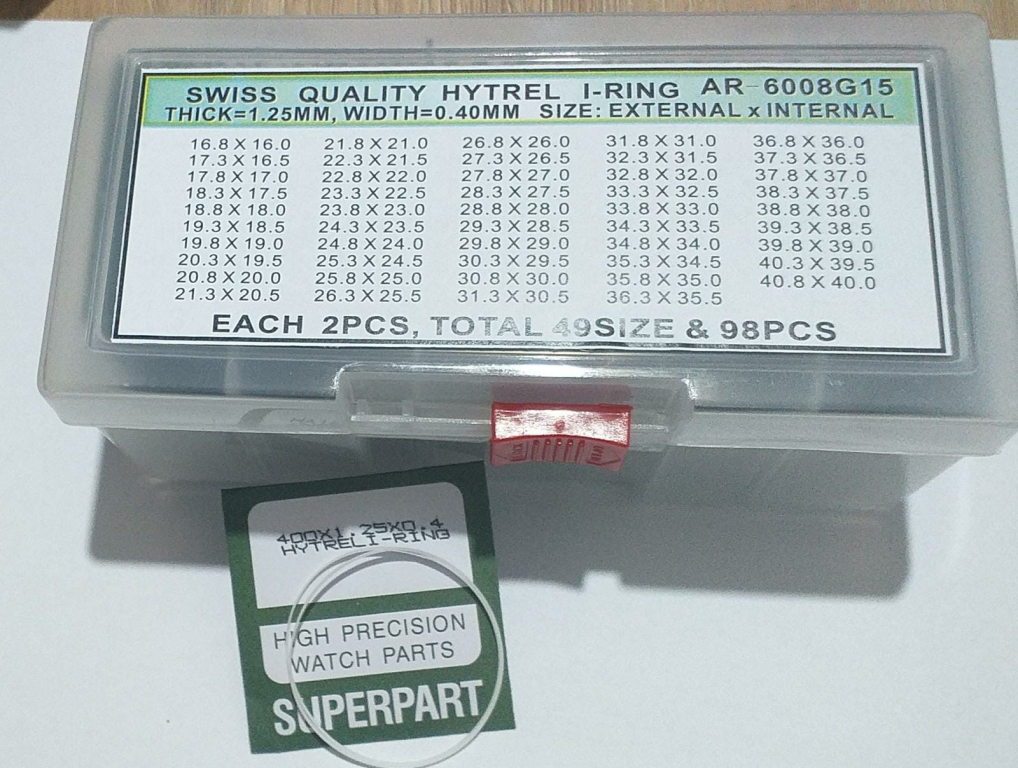 SWISS QUALITY HYTREL I-RING AR-6008G15
THICK=1.25MM, WIDTH=0.40MM SIZE: EXTERNAL x INTERNAL
16.8 X 16.0 21.8 X 21.0 26.8 X 26.0 31.8 X 31.0 36.8 X 36.0
17.3 X 16.5 22.3 X 21.5 27.3 X 26.5 32.3 X 31.5 37.3 X 36.5
17.8 X 17.0 22.8 X 22.0 27.8 X 27.0 32.8 X 32.0 37.8 X 37.0
18.3 X 17.5 23.3 X 22.5 28.3 X 27.5 33.3 X 32.5 38.3 X 37.5
18.8 X 18.0 23.8 X 23.0 28.8 X 28.0 33.8 X 33.0 38.8 X 38.0
19.3 X 18.5 24.3 X 23.5 29.3 X 28.5 34.3 X 33.5 39.3 X 38.5
19.8 X 19.0 24.8 X 24.0 29.8 X 29.0 34.8 X 34.0 39.8 X 39.0
20.3 X 19.5 25.3 X 24.5 30.3 X 29.5 35.3 X 34.5 40.3 X 39.5
20.8 X 20.0 25.8 X 25.0 30.8 X 30.0 35.8 X 35.0 40.8 X 40.0
21.3 X 20.5 26.3 X 25.5 31.3 X 30.5 36.3 X 35.5
EACH 2PCS, TOTAL 49SIZE & 98PCS
400X1.25X0.4
HYTRELI-RING
HIGH PRECISION
WATCH PARTS
SUPERPART